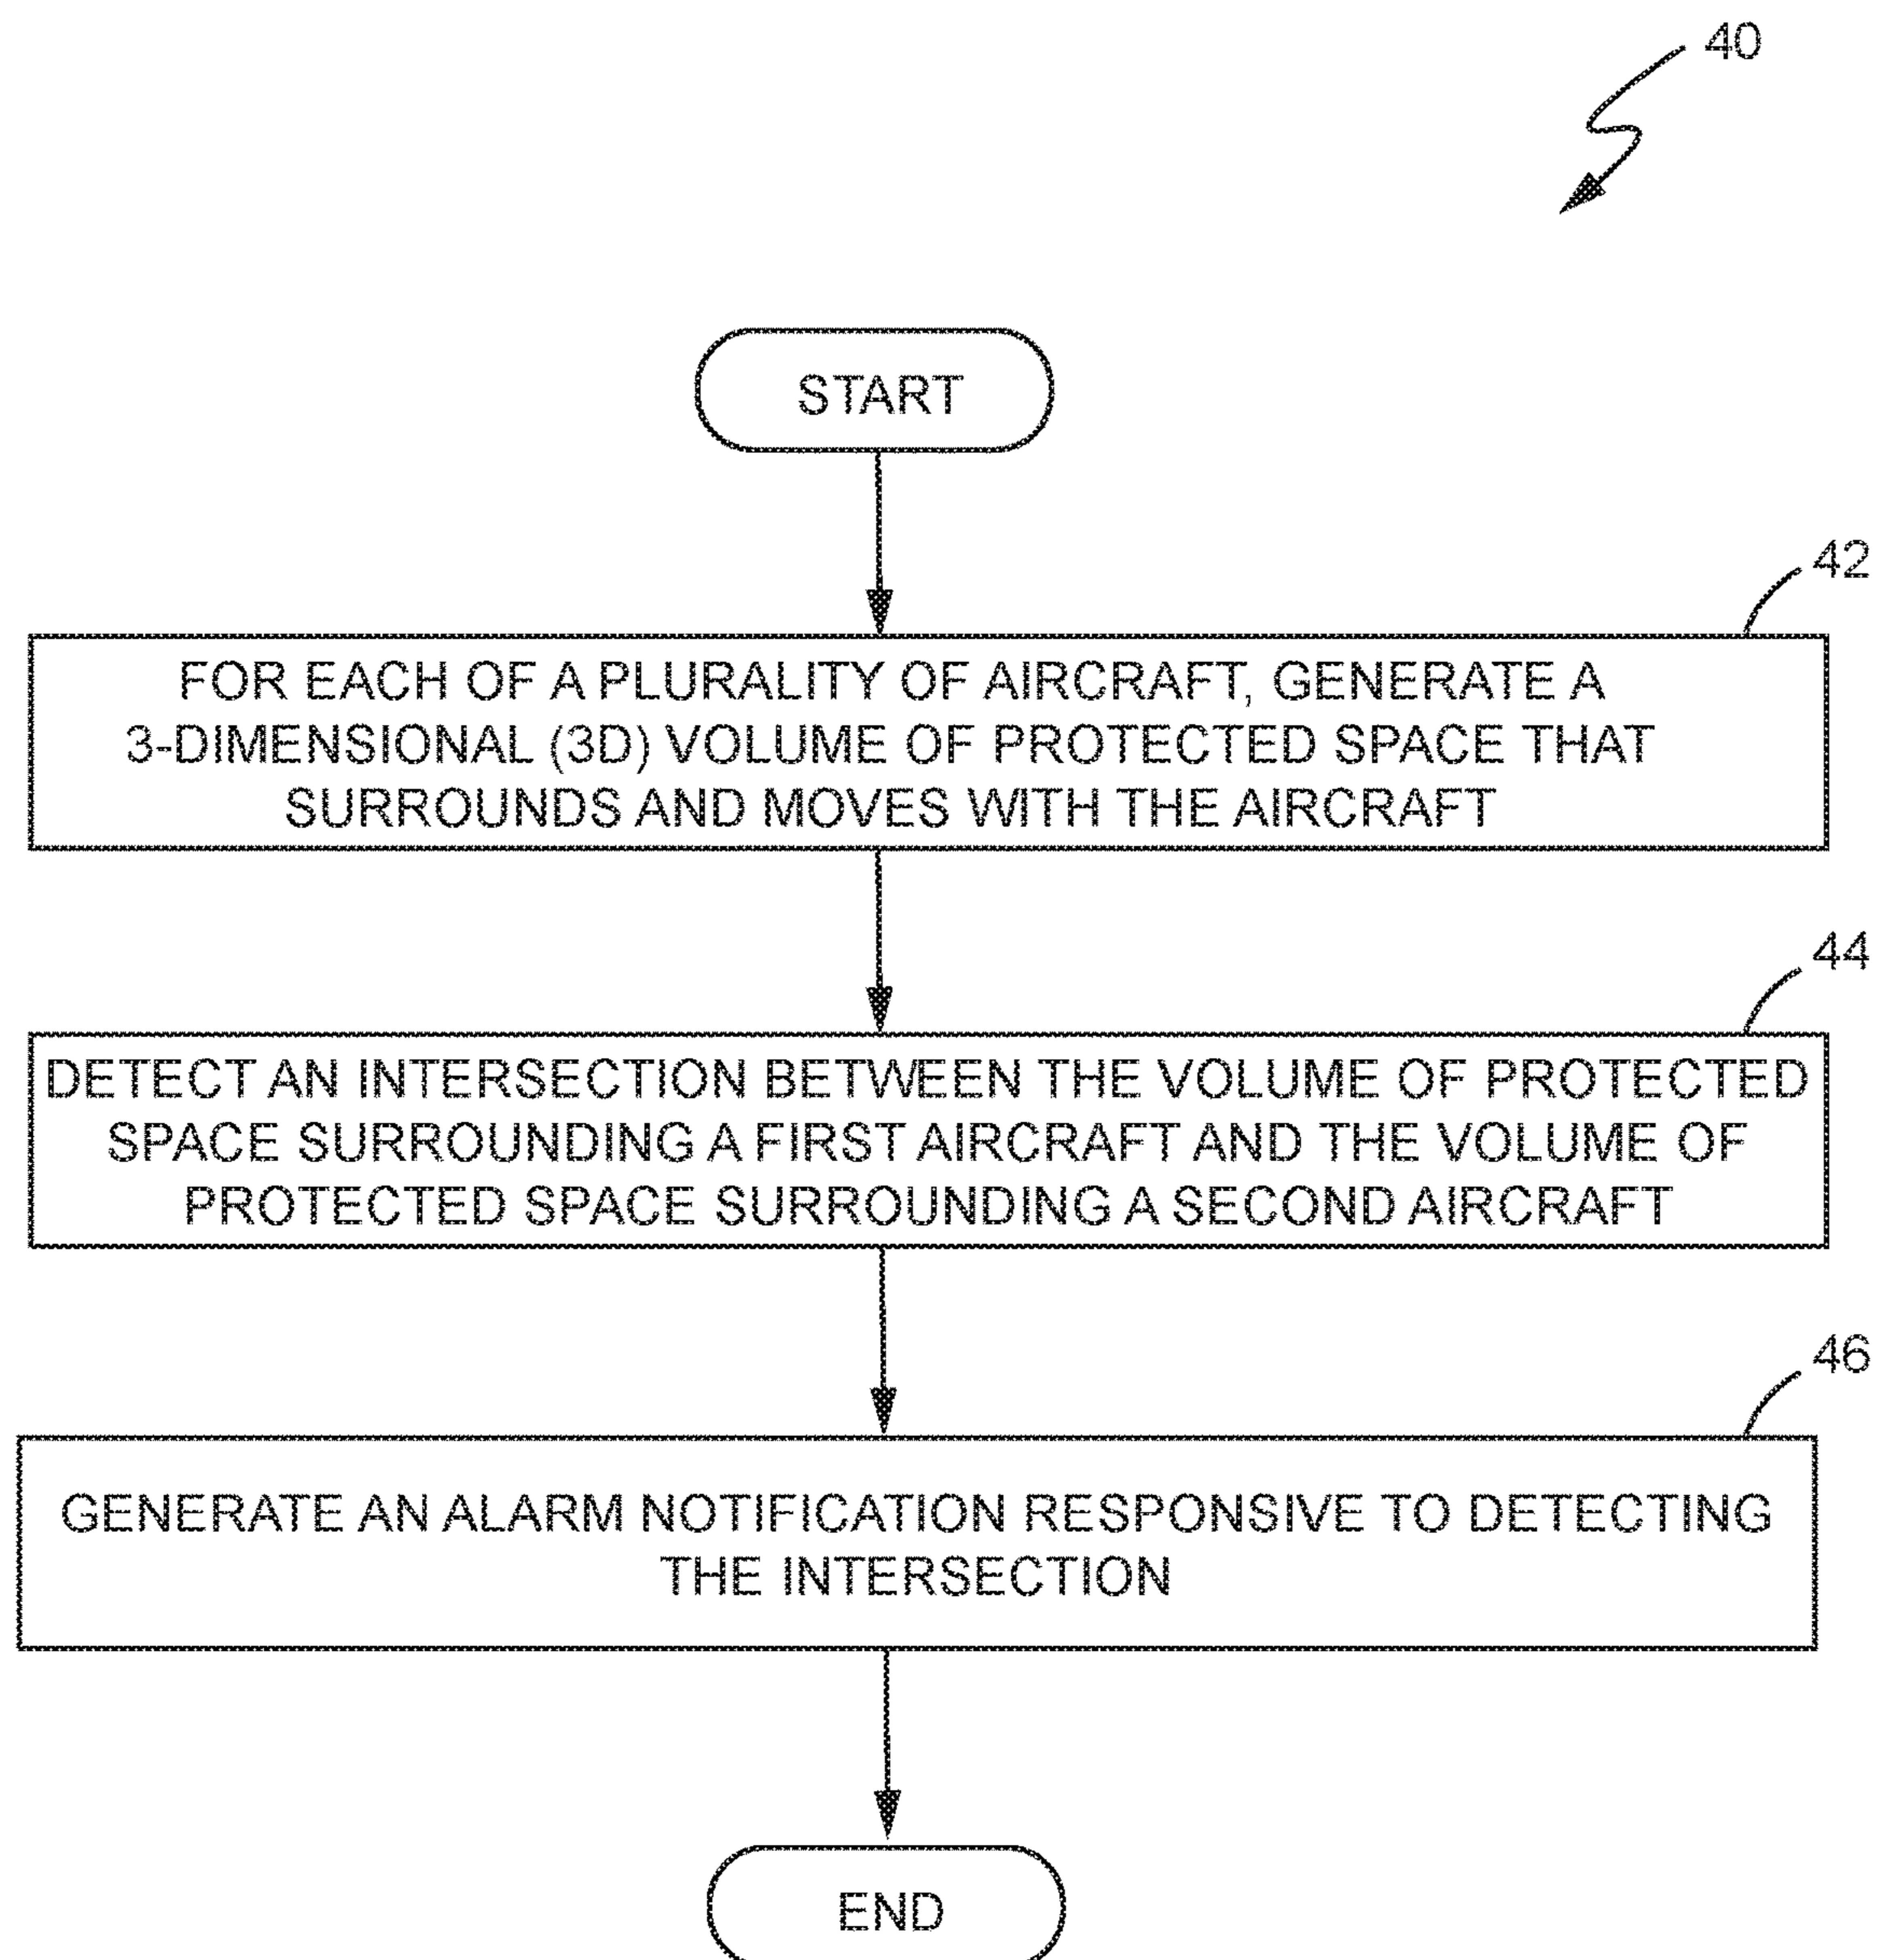 40
START
42
FOR EACH OF A PLURALITY OF AIRCRAFT, GENERATE A
3-DIMENSIONAL (3D) VOLUME OF PROTECTED SPACE THAT
SURROUNDS AND MOVES WITH THE AIRCRAFT
44
DETECT AN INTERSECTION BETWEEN THE VOLUME OF PROTECTED
SPACE SURROUNDING A FIRST AIRCRAFT AND THE VOLUME OF
PROTECTED SPACE SURROUNDING A SECOND AIRCRAFT
46
GENERATE AN ALARM NOTIFICATION RESPONSIVE TO DETECTING
THE INTERSECTION
END